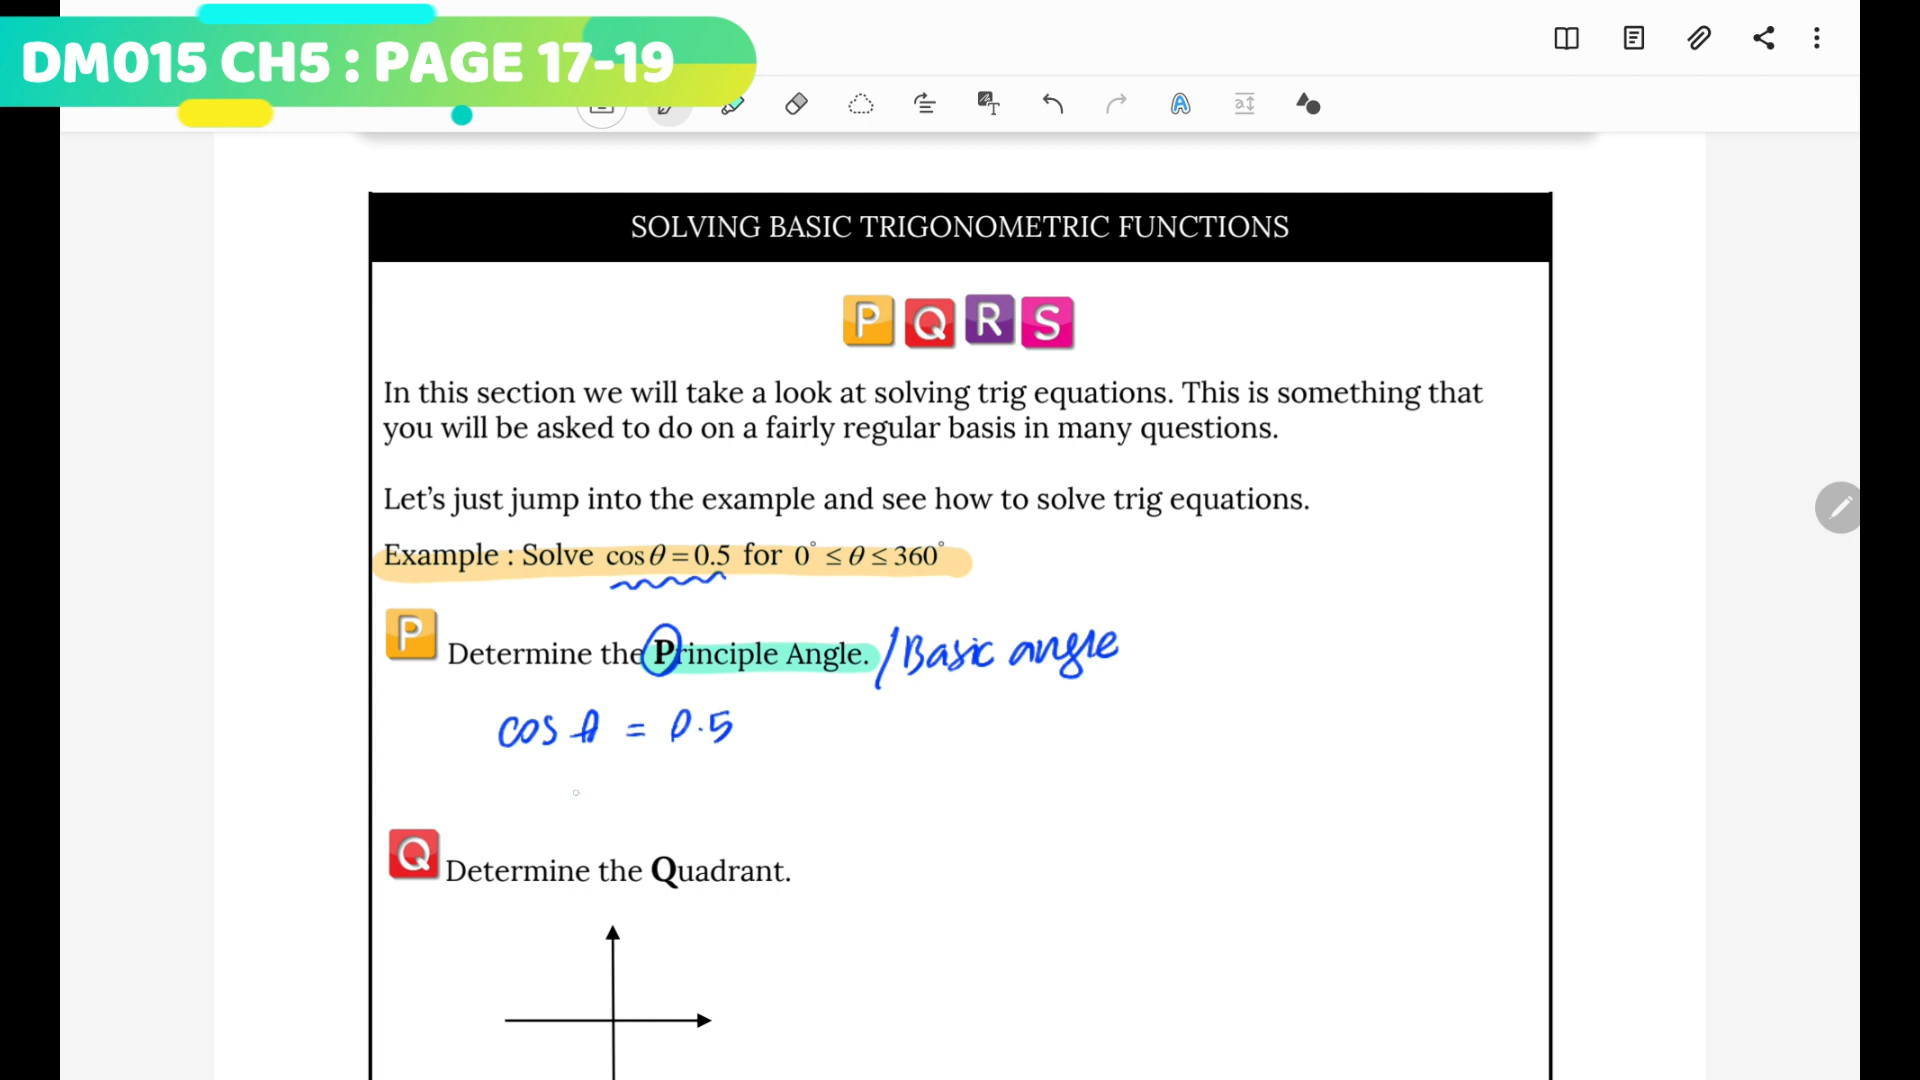 DM015 CH5 : PAGE 17-19
SOLVING BASIC TRIGONOMETRIC FUNCTIONS
P Q R S
In this section we will take a look at solving trig equations. This is something that
you will be asked to do on a fairly regular basis in many questions.
Let's just jump into the example and see how to solve trig equations.
Example : Solve cos θ = 0.5 for 0° ≤ θ ≤ 360°
P Determine the Principle Angle. / Basic angle
cos θ = 0.5
Q Determine the Quadrant.